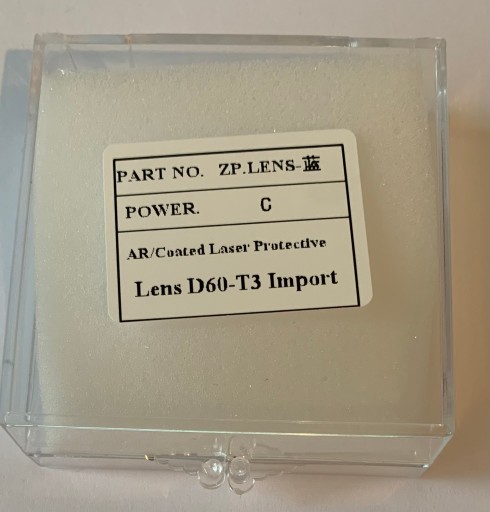 PART NO. ZP.LENS-蓝
POWER. C
AR/Coated Laser Protective
Lens D60-T3 Import